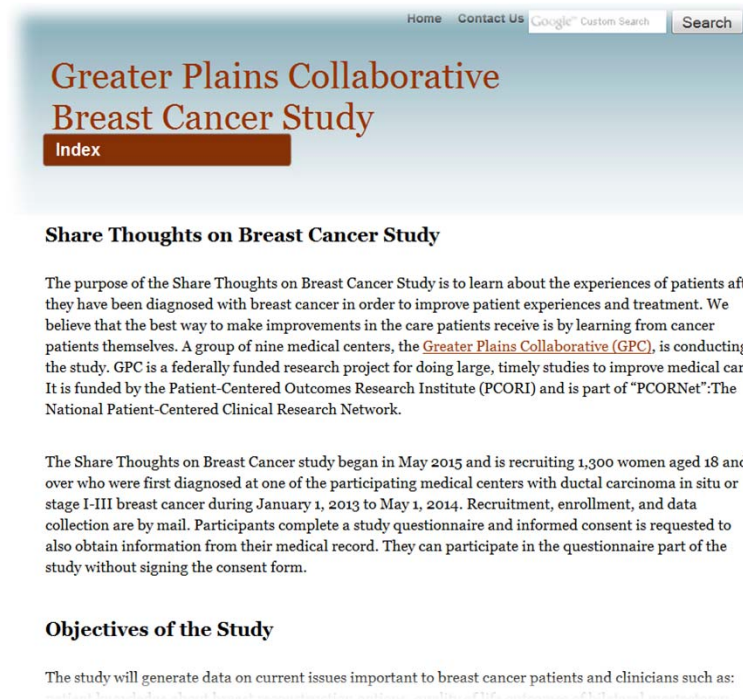 Home Contact Us Google™ Custom Search Search
Greater Plains Collaborative
Breast Cancer Study
Index
Share Thoughts on Breast Cancer Study
The purpose of the Share Thoughts on Breast Cancer Study is to learn about the experiences of patients aft
they have been diagnosed with breast cancer in order to improve patient experiences and treatment. We
believe that the best way to make improvements in the care patients receive is by learning from cancer
patients themselves. A group of nine medical centers, the Greater Plains Collaborative (GPC), is conducting
the study. GPC is a federally funded research project for doing large, timely studies to improve medical car
It is funded by the Patient-Centered Outcomes Research Institute (PCORI) and is part of “PCORNet”:The
National Patient-Centered Clinical Research Network.
The Share Thoughts on Breast Cancer study began in May 2015 and is recruiting 1,300 women aged 18 and
over who were first diagnosed at one of the participating medical centers with ductal carcinoma in situ or
stage I-III breast cancer during January 1, 2013 to May 1, 2014. Recruitment, enrollment, and data
collection are by mail. Participants complete a study questionnaire and informed consent is requested to
also obtain information from their medical record. They can participate in the questionnaire part of the
study without signing the consent form.
Objectives of the Study
The study will generate data on current issues important to breast cancer patients and clinicians such as: